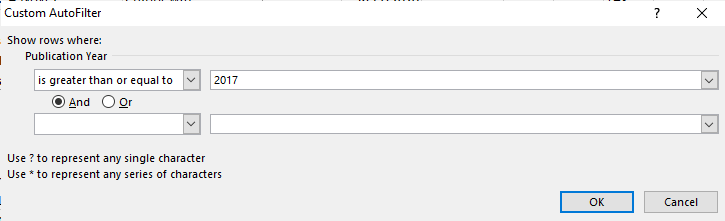 Custom AutoFilter ? ×
Show rows where:
Publication Year
is greater than or equal to 2017
And Or
Use ? to represent any single character
Use * to represent any series of characters
OK Cancel